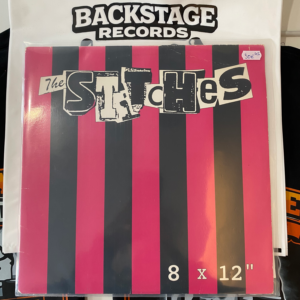 BACKSTAGE
RECORDS
The STITCHES
8 x 12"